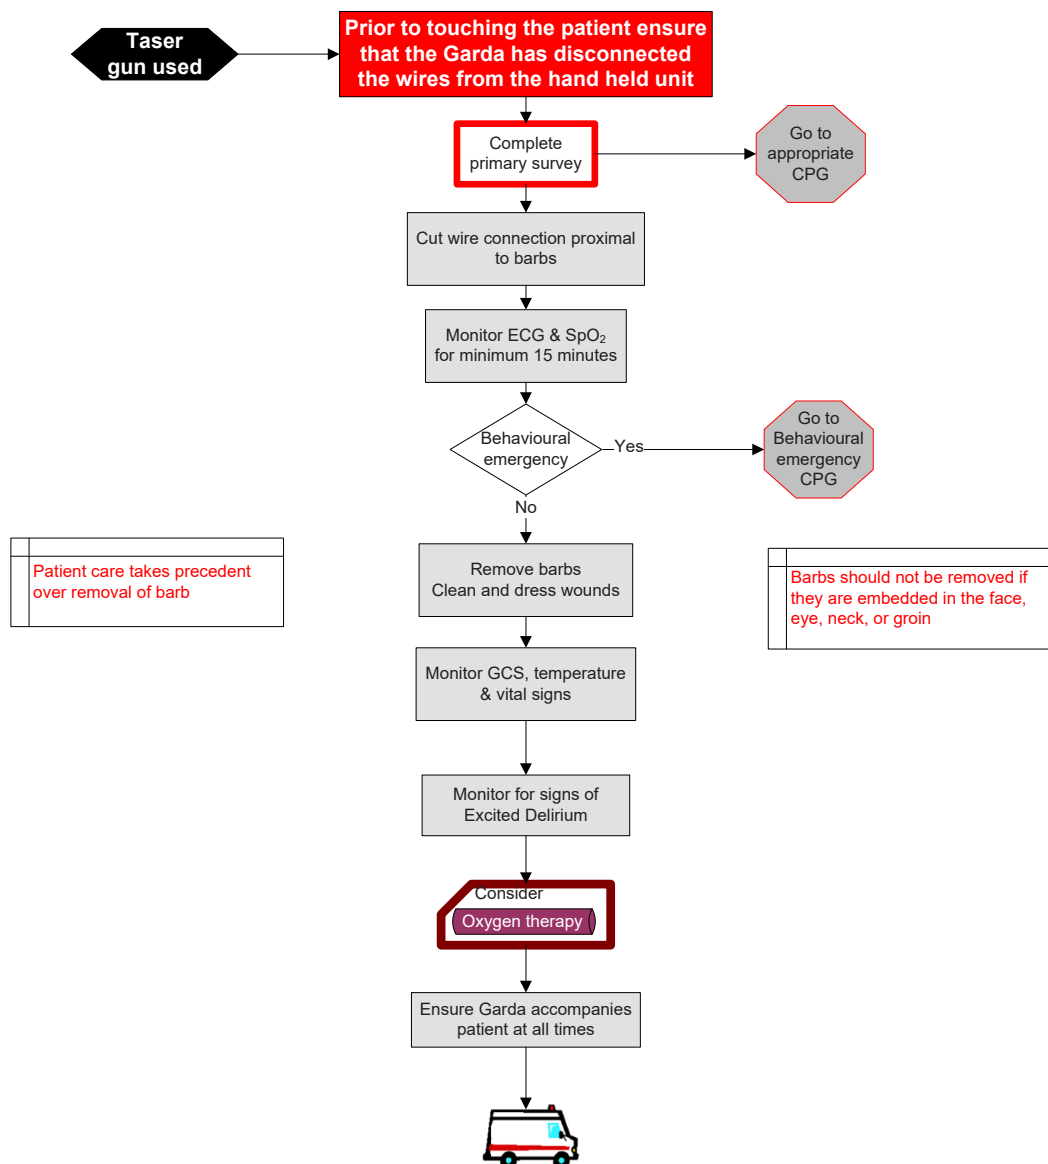 Taser
gun used
Prior to touching the patient ensure
that the Garda has disconnected
the wires from the hand held unit
Complete
primary survey
Go to
appropriate
CPG
Cut wire connection proximal
to barbs
Monitor ECG & SpO₂
for minimum 15 minutes
Behavioural
emergency
Yes
Go to
Behavioural
emergency
CPG
No
Patient care takes precedent
over removal of barb
Remove barbs
Clean and dress wounds
Barbs should not be removed if
they are embedded in the face,
eye, neck, or groin
Monitor GCS, temperature
& vital signs
Monitor for signs of
Excited Delirium
Consider
Oxygen therapy
Ensure Garda accompanies
patient at all times